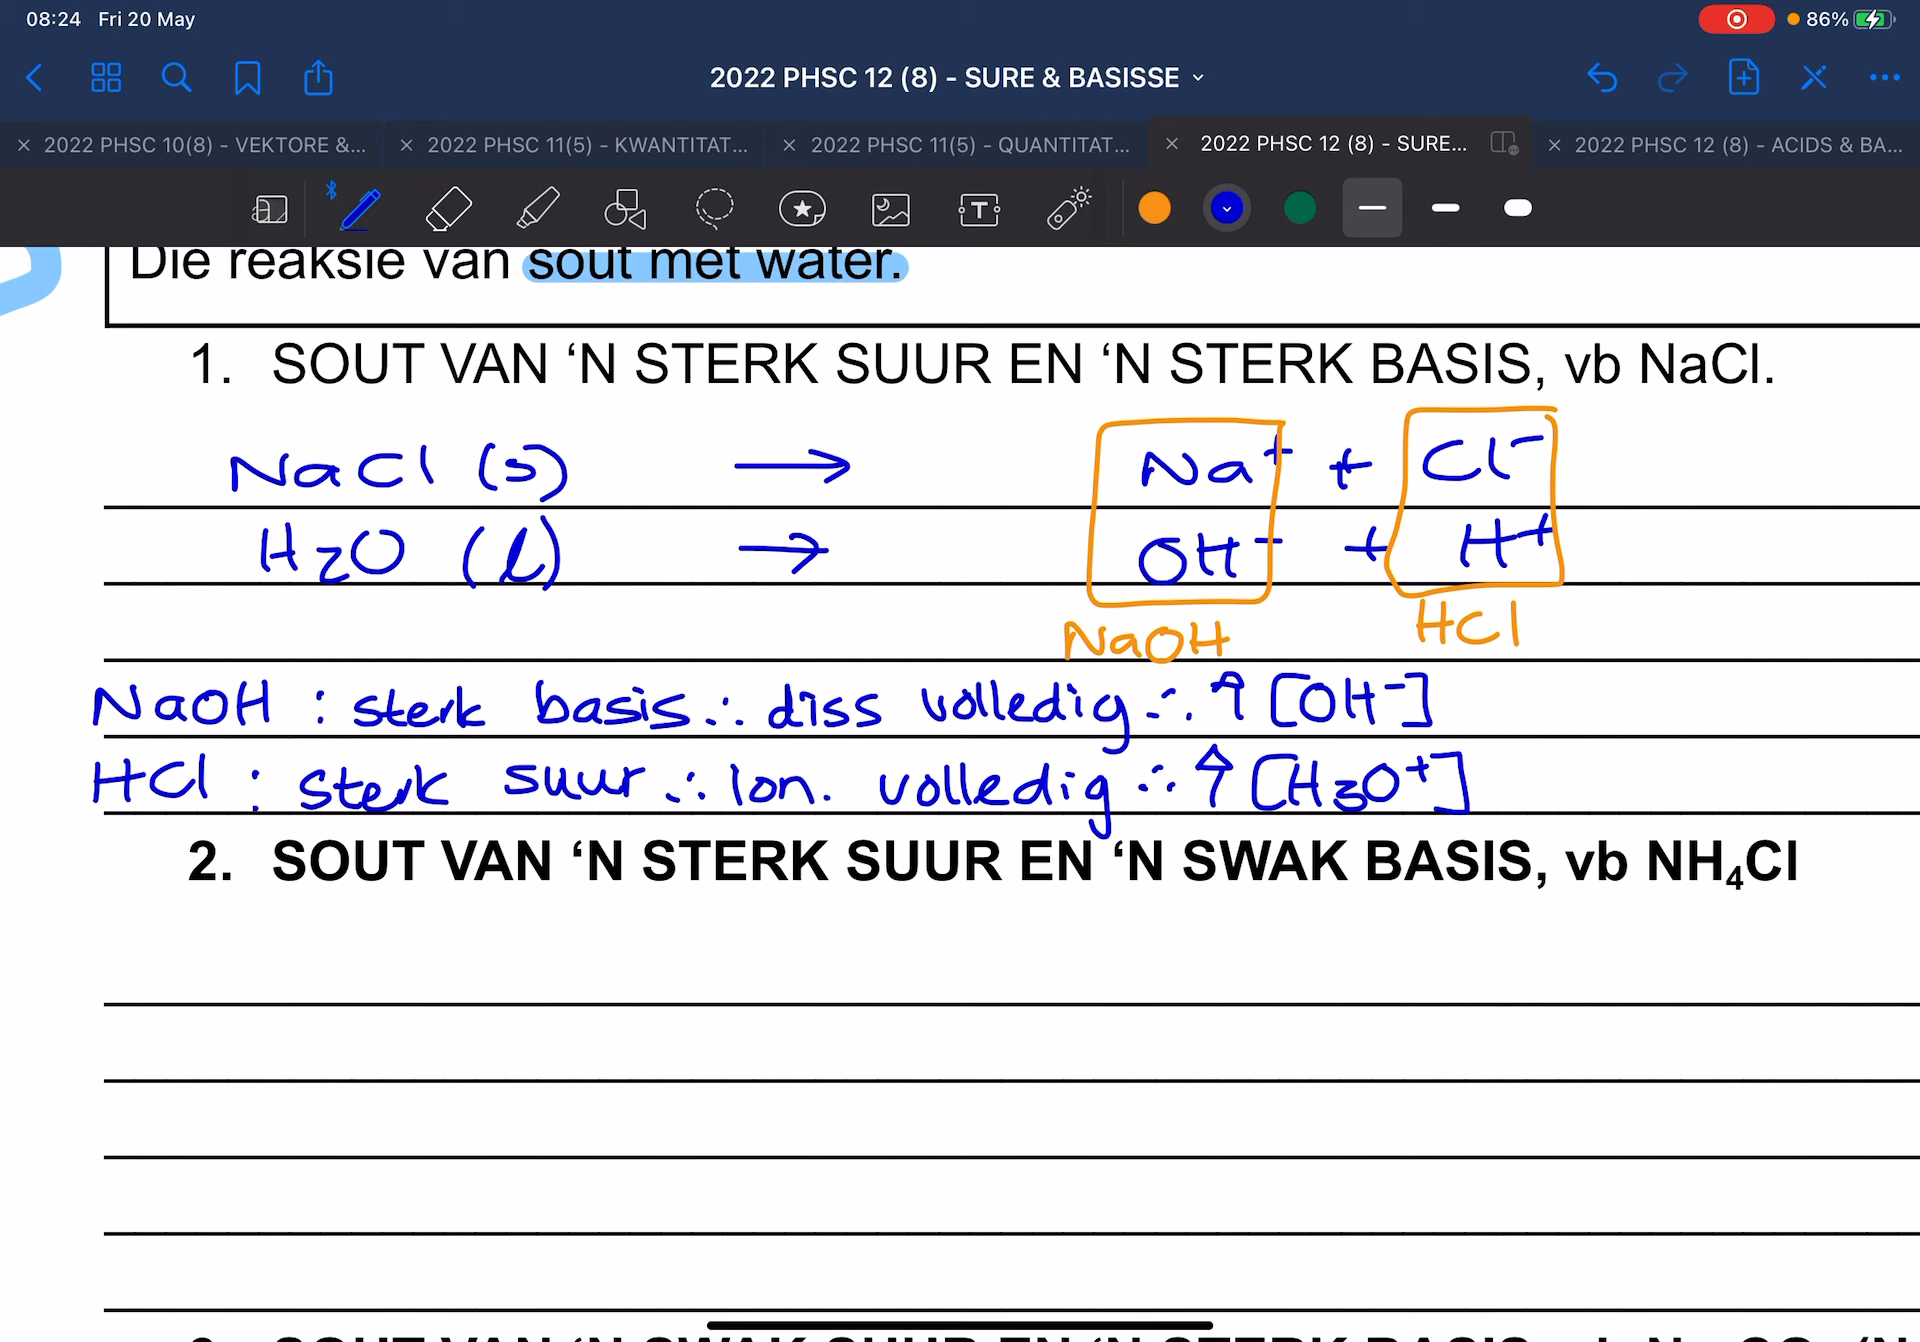 08:24 Fri 20 May 86%
2022 PHSC 12 (8) - SURE & BASISSE
2022 PHSC 10(8) - VEKTORE &... 2022 PHSC 11(5) - KWANTITAT... 2022 PHSC 11(5) - QUANTITAT... 2022 PHSC 12 (8) - SURE... 2022 PHSC 12 (8) - ACIDS & BA...
Die reaksie van sout met water.
1. SOUT VAN ‘N STERK SUUR EN ‘N STERK BASIS, vb NaCl.
NaCl (s) → Na⁺ + Cl⁻
H₂O (l) → OH⁻ + H⁺
NaOH HCl
NaOH : sterk basis ∴ diss volledig ∴ ↑ [OH⁻]
HCl : sterk suur ∴ ion. volledig ∴ ↑ [H₃O⁺]
2. SOUT VAN ‘N STERK SUUR EN ‘N SWAK BASIS, vb NH₄Cl